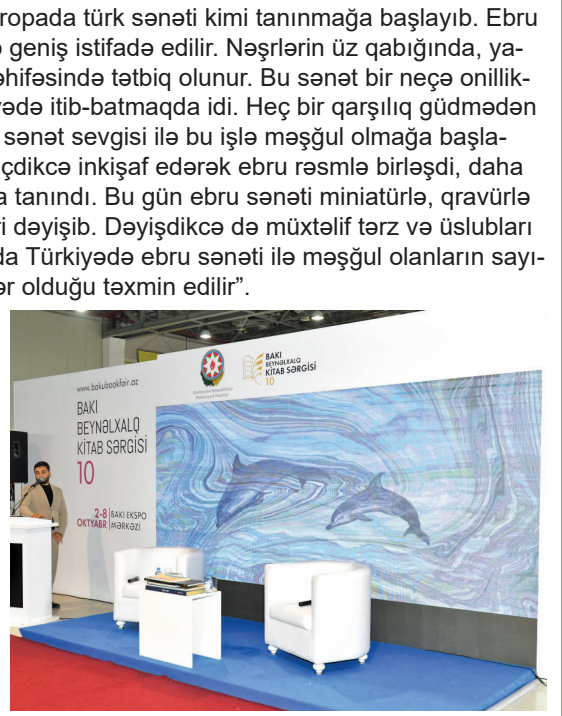 ropada türk sənəti kimi tanınmağa başlayıb. Ebru
geniş istifadə edilir. Nəşrlərin üz qabığında, ya-
əhifəsində tətbiq olunur. Bu sənət bir neçə onillik-
yədə itib-batmaqda idi. Heç bir qarşılıq güdmədən
sənət sevgisi ilə bu işlə məşğul olmağa başla-
çdikcə inkişaf edərək ebru rəsmlə birləşdi, daha
a tanındı. Bu gün ebru sənəti miniatürlə, qravürlə
i dəyişib. Dəyişdikcə də müxtəlif tərz və üslubları
da Türkiyədə ebru sənəti ilə məşğul olanların sayı-
ər olduğu təxmin edilir”.
www.bakubookfair.az
BAKI
BEYNƏLXALQ
KİTAB SƏRGİSİ
10
2-8
OKTYABR
BAKI EKSPO
MƏRKƏZİ
BAKI
BEYNƏLXALQ
KİTAB SƏRGİSİ
10